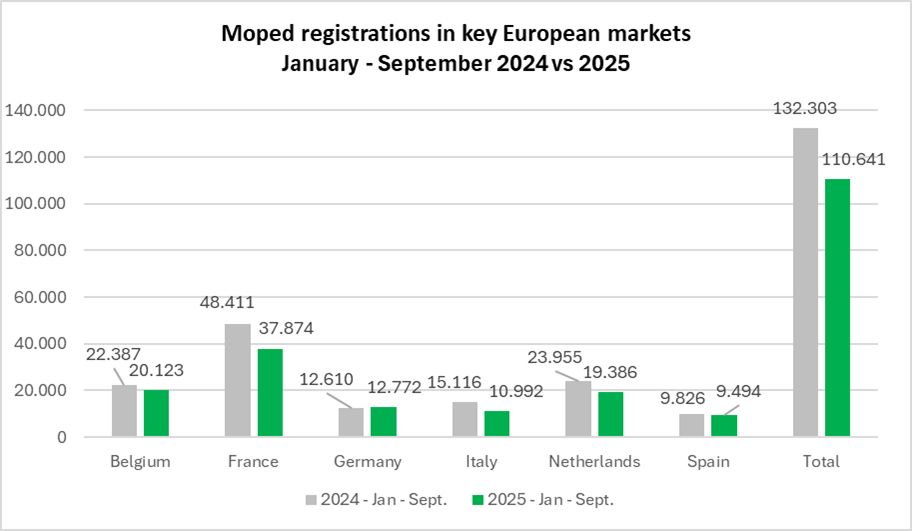 Moped registrations in key European markets
January - September 2024 vs 2025
140.000
120.000
100.000
80.000
60.000
40.000
20.000
0
22.387
20.123
48.411
37.874
12.610
12.772
15.116
10.992
23.955
19.386
9.826
9.494
132.303
110.641
Belgium
France
Germany
Italy
Netherlands
Spain
Total
2024 - Jan - Sept.
2025 - Jan - Sept.